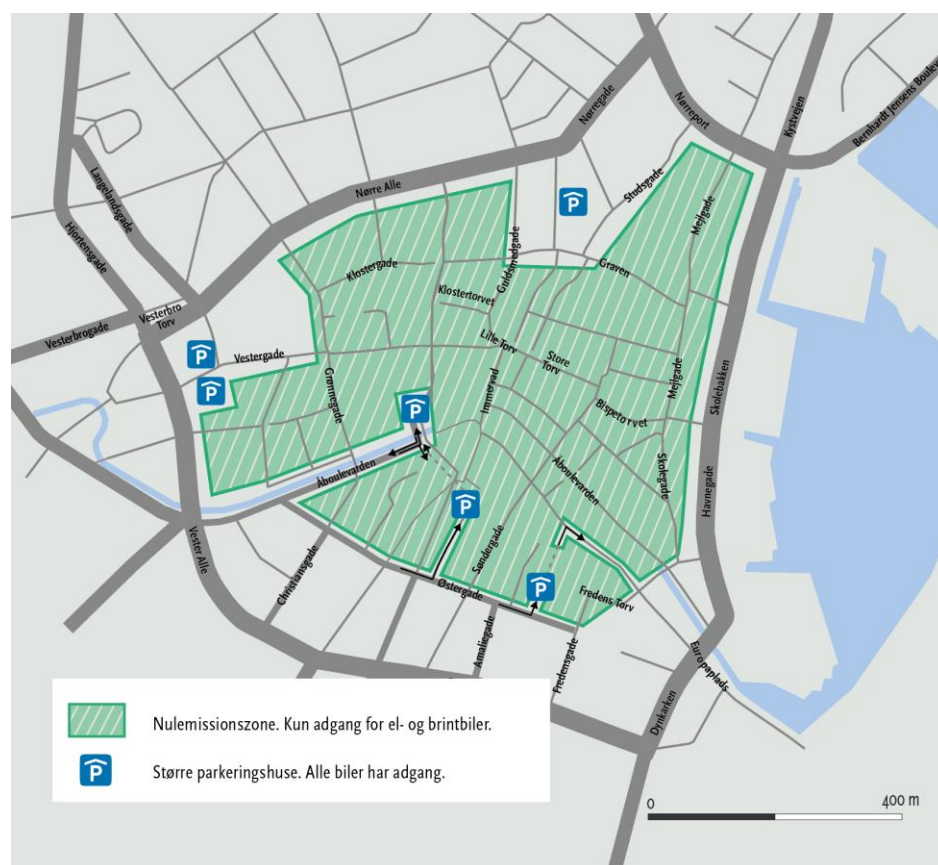 Nørreport
Kystvejen
Bernhardt Jensens Boulev
Nørregade
Studsgade
Langelandsgade
Nørre Alle
P
Mejlgade
Hjortensgade
Guldsmedgade
Graven
Klostergade
Klostertorvet
Vesterbro
Torv
Vesterbrogade
Lille Torv
P
Vestergade
Store
Torv
Skolebakken
P
Grønnegade
Immervad
Mejlgade
P
Bispetorvet
Skolegade
Åboulevarden
Åboulevarden
Havnegade
P
Vester Alle
Søndergade
Christiansgade
Østergade
P
Fredens Torv
Amaliegade
Fredensgade
Europaplads
Dynkarken
Nulemissionszone. Kun adgang for el- og brintbiler.
P
Større parkeringshuse. Alle biler har adgang.
0
400 m